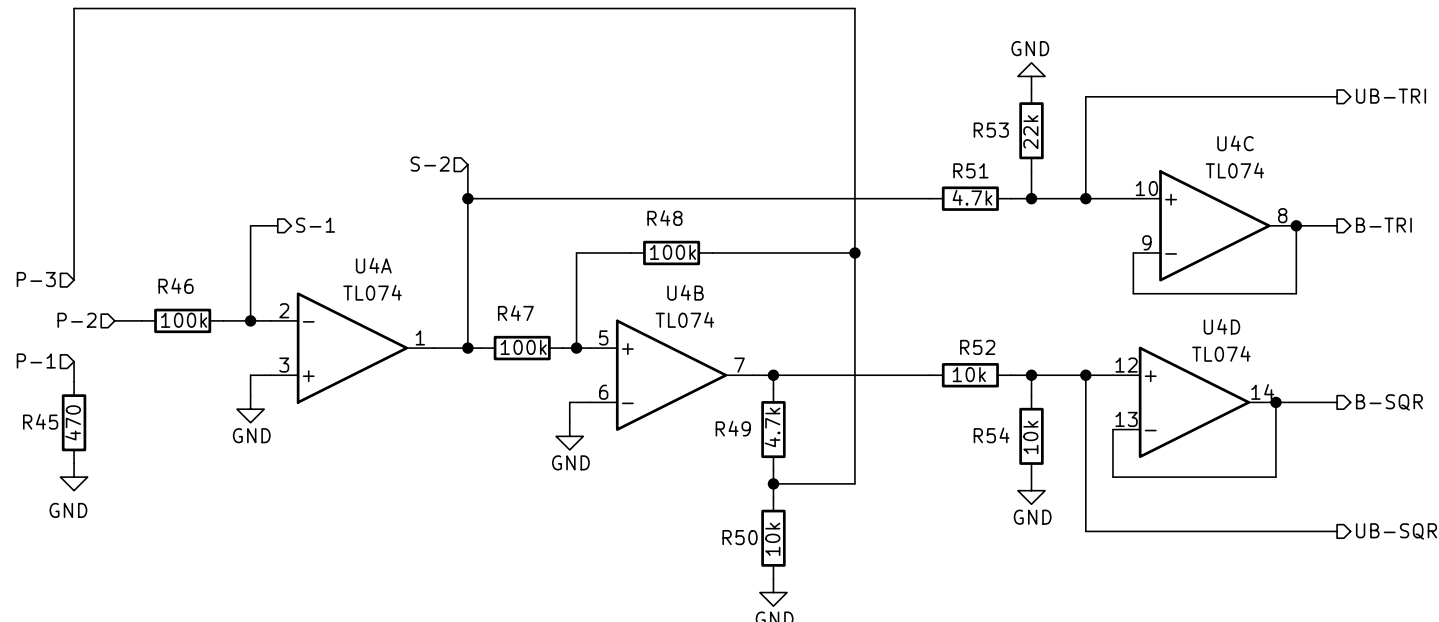 GND
UB-TRI
R53
22k
U4C
TL074
S-2
R51
4.7k
10
+
8
B-TRI
9
-
S-1
R48
100k
P-3
R46
U4A
TL074
U4B
TL074
P-2
100k
2
-
R47
1
100k
5
+
U4D
TL074
R52
10k
12
+
P-1
3
+
7
6
-
14
B-SQR
13
-
R45
470
GND
R49
4.7k
R54
10k
GND
GND
GND
R50
10k
UB-SQR
GND